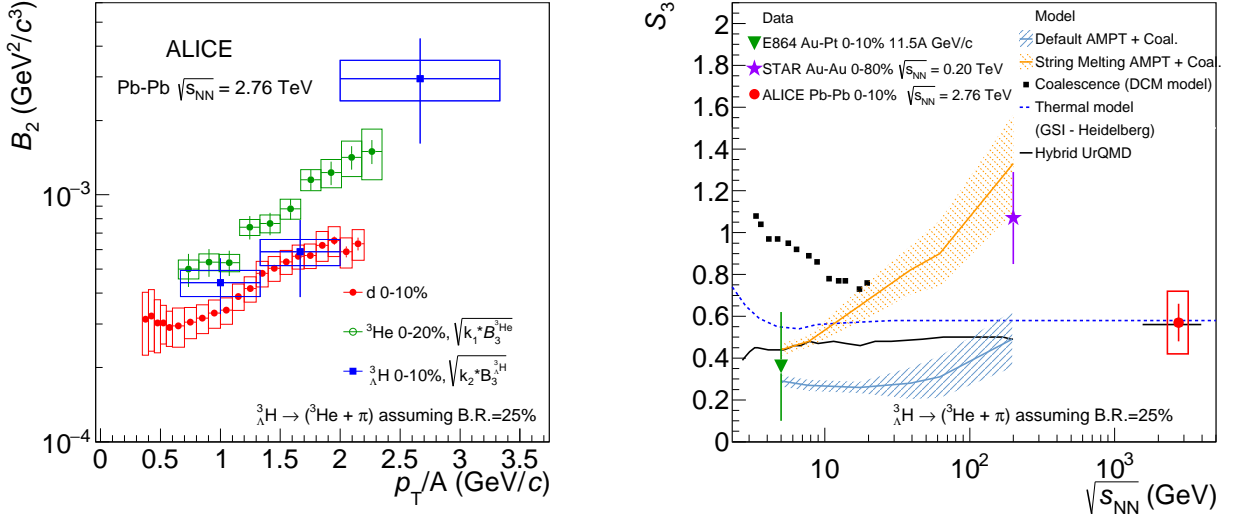 B₂ (GeV²/c³)
ALICE
Pb-Pb √sNN = 2.76 TeV
10⁻³
10⁻⁴
d 0-10%
³He 0-20%, √k₁*B₃^³He
³ΛH 0-10%, √k₂*B₃^³ΛH
³ΛH → (³He + π) assuming B.R.=25%
0 0.5 1 1.5 2 2.5 3 3.5
pT/A (GeV/c)
S₃
2
1.8
1.6
1.4
1.2
1
0.8
0.6
0.4
0.2
0
Data
E864 Au-Pt 0-10% 11.5A GeV/c
STAR Au-Au 0-80% √sNN = 0.20 TeV
ALICE Pb-Pb 0-10% √sNN = 2.76 TeV
Model
Default AMPT + Coal.
String Melting AMPT + Coal.
Coalescence (DCM model)
Thermal model
(GSI - Heidelberg)
Hybrid UrQMD
³ΛH → (³He + π) assuming B.R.=25%
10 10² 10³
√sNN (GeV)